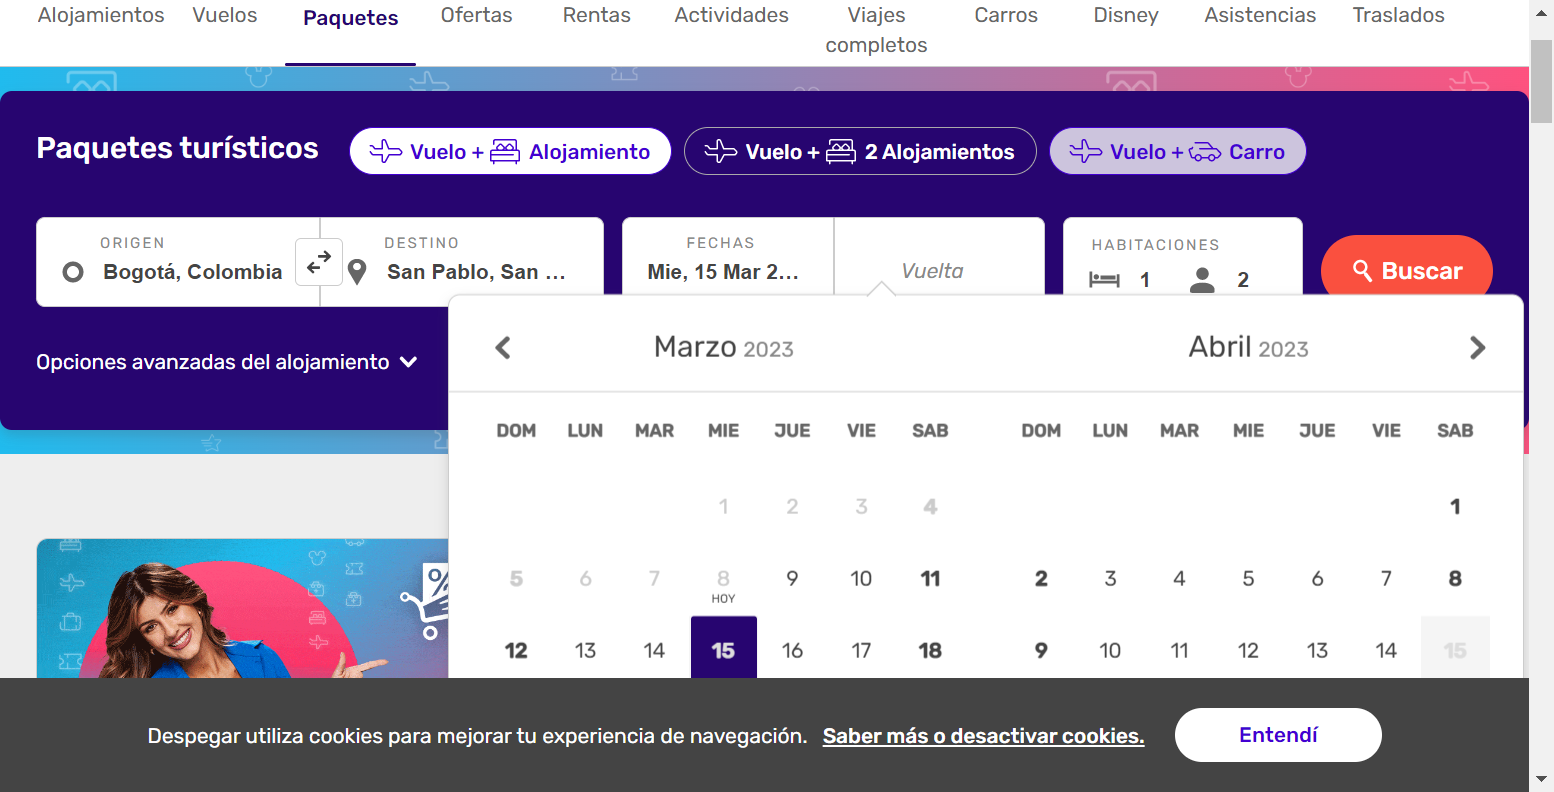 Alojamientos Vuelos Paquetes Ofertas Rentas Actividades Viajes completos Carros Disney Asistencias Traslados
Paquetes turísticos Vuelo + Alojamiento Vuelo + 2 Alojamientos Vuelo + Carro
ORIGEN DESTINO FECHAS HABITACIONES
Bogotá, Colombia San Pablo, San ... Mie, 15 Mar 2... Vuelta 1 2 Buscar
Opciones avanzadas del alojamiento
Marzo 2023 Abril 2023
DOM LUN MAR MIE JUE VIE SAB DOM LUN MAR MIE JUE VIE SAB
1 2 3 4 1
5 6 7 8 9 10 11 2 3 4 5 6 7 8
HOY
12 13 14 15 16 17 18 9 10 11 12 13 14 15
%
Despegar utiliza cookies para mejorar tu experiencia de navegación. Saber más o desactivar cookies. Entendí